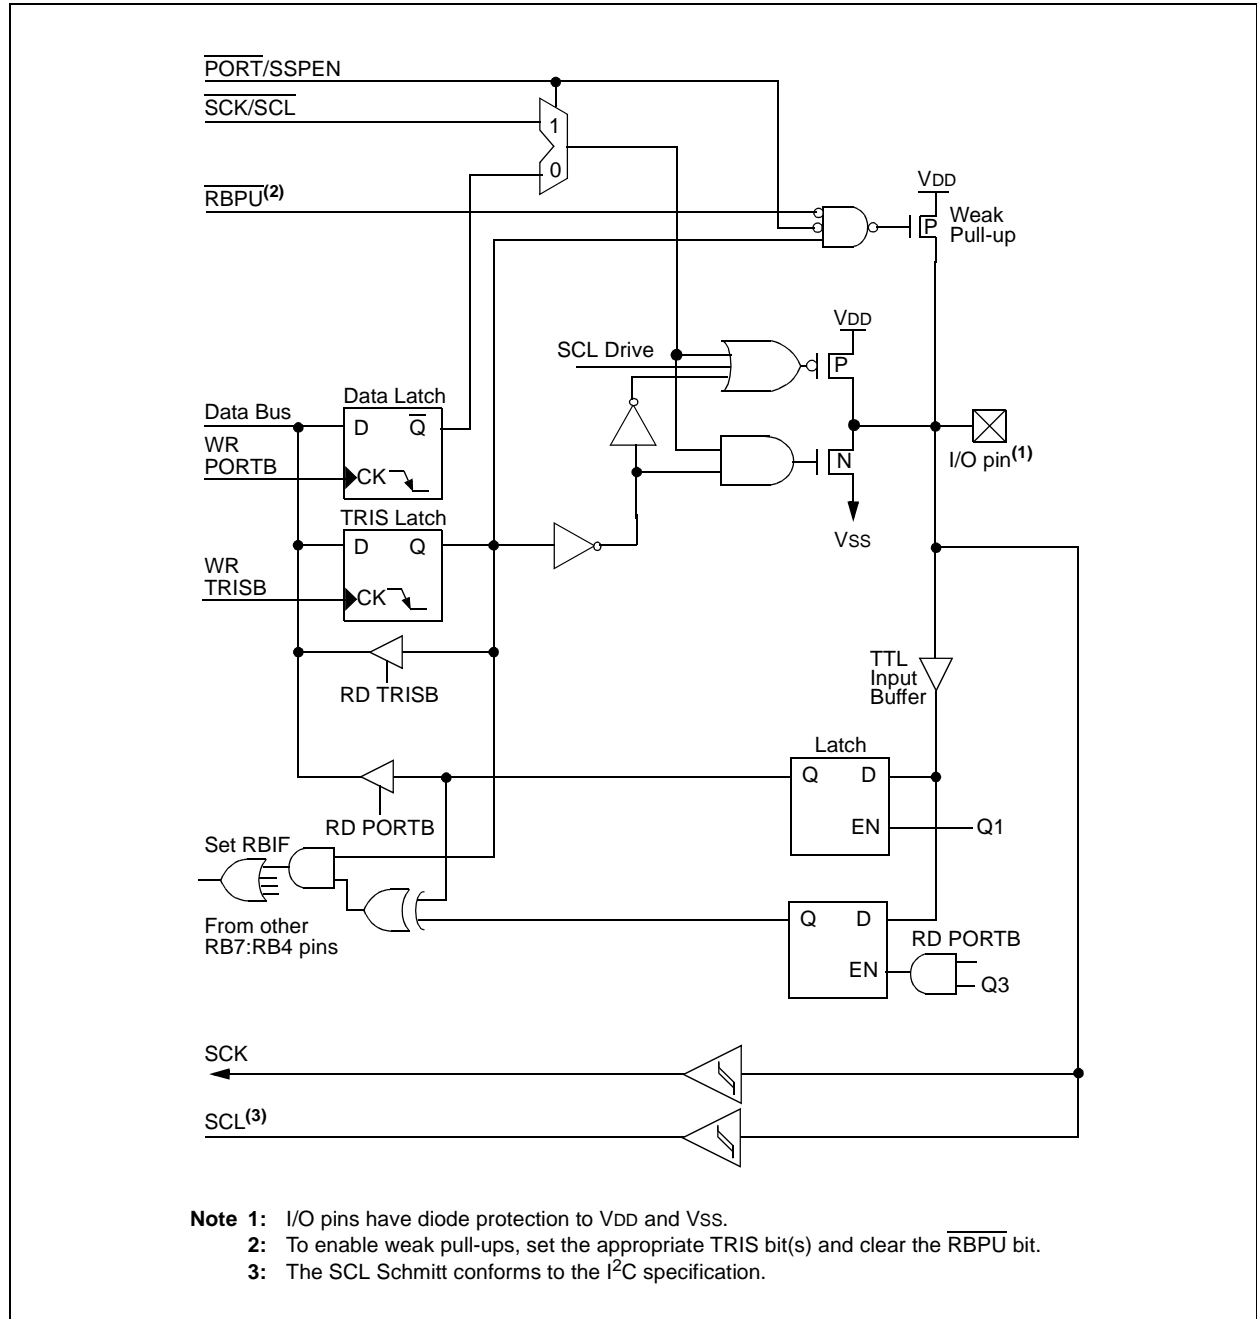 PORT/SSPEN
SCK/SCL
1
0
RBPU(2)
VDD
P
Weak
Pull-up
VDD
SCL Drive
P
Data Latch
Data Bus
D Q
WR
PORTB
CK
N
I/O pin(1)
VSS
TRIS Latch
D Q
WR
TRISB
CK
RD TRISB
TTL
Input
Buffer
Latch
Q D
EN
Q1
RD PORTB
Set RBIF
From other
RB7:RB4 pins
Q D
RD PORTB
EN
Q3
SCK
SCL(3)
Note 1: I/O pins have diode protection to VDD and VSS.
2: To enable weak pull-ups, set the appropriate TRIS bit(s) and clear the RBPU bit.
3: The SCL Schmitt conforms to the I2C specification.